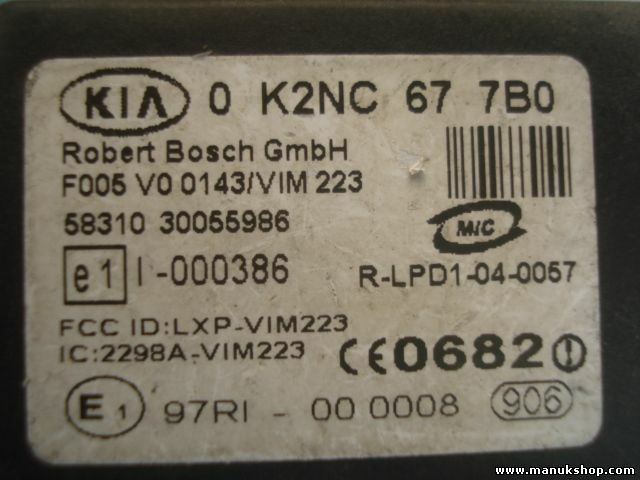 KIA 0 K2NC 67 7B0
Robert Bosch GmbH
F005 V0 0143/VIM 223
58310 30055986
MIC
e1 I-000386
R-LPD1-04-0057
FCC ID:LXP-VIM223
IC:2298A-VIM223
CE0682
E1 97RI - 00 0008 906
www.manukshop.com